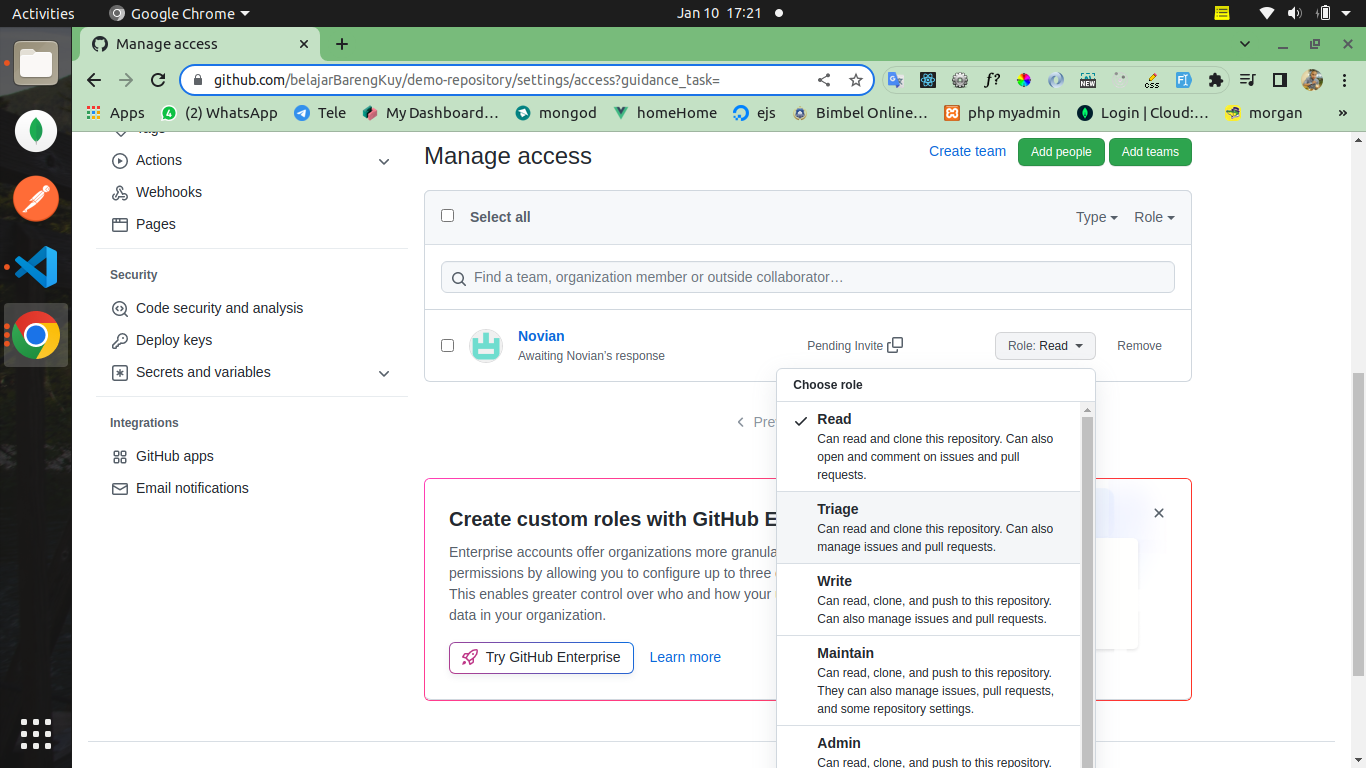 Activities
Google Chrome
Jan 10 17:21
Manage access
github.com/belajarBarengKuy/demo-repository/settings/access?guidance_task=
f?
NEW
css
Apps
(2) WhatsApp
Tele
My Dashboard…
mongod
homeHome
ejs
Bimbel Online…
php myadmin
Login | Cloud:…
morgan
»
Tags
Actions
Webhooks
Pages
Security
Code security and analysis
Deploy keys
Secrets and variables
Integrations
GitHub apps
Email notifications
Manage access
Create team
Add people
Add teams
Select all
Type
Role
Find a team, organization member or outside collaborator…
Novian
Awaiting Novian’s response
Pending Invite
Role: Read
Remove
Choose role
Read
Can read and clone this repository. Can also
open and comment on issues and pull
requests.
Triage
Can read and clone this repository. Can also
manage issues and pull requests.
Write
Can read, clone, and push to this repository.
Can also manage issues and pull requests.
Maintain
Can read, clone, and push to this repository.
They can also manage issues, pull requests,
and some repository settings.
Admin
Can read, clone, and push to this repository.
Create custom roles with GitHub E
Enterprise accounts offer organizations more granula
permissions by allowing you to configure up to three
This enables greater control over who and how your
data in your organization.
Try GitHub Enterprise
Learn more